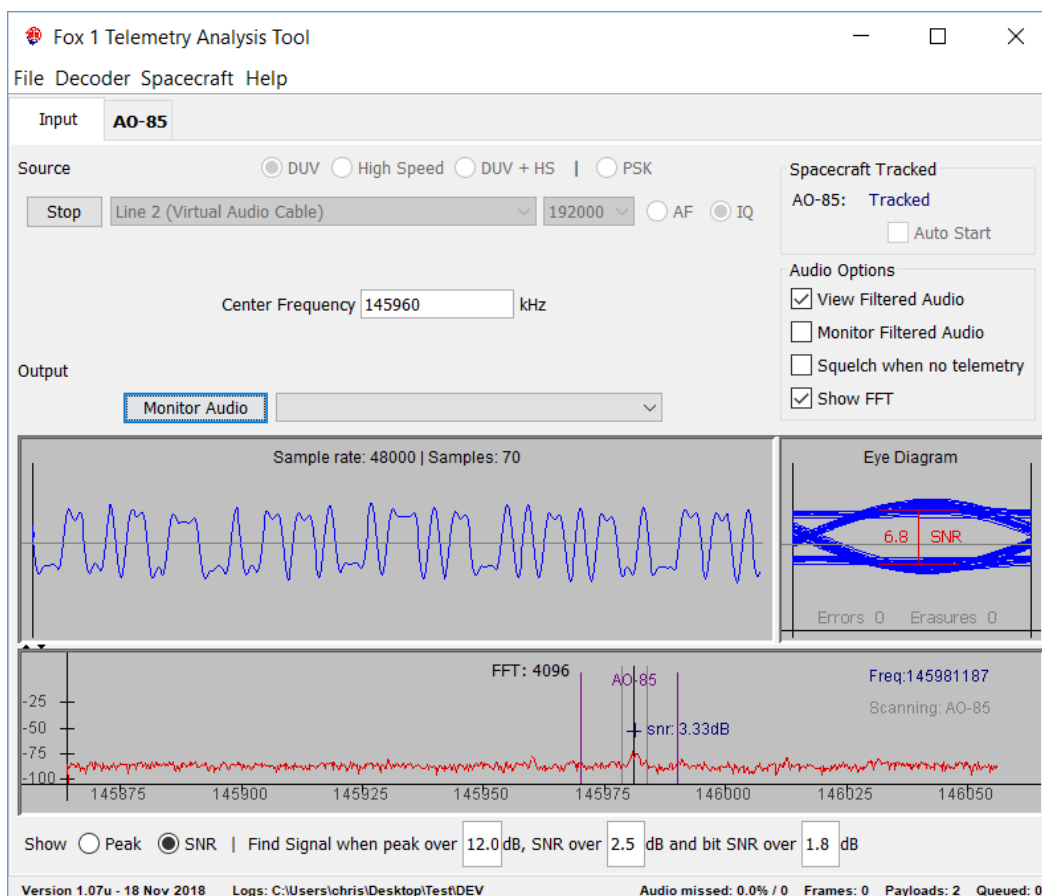 Fox 1 Telemetry Analysis Tool
File Decoder Spacecraft Help
Input AO-85
Source DUV High Speed DUV + HS | PSK
Stop Line 2 (Virtual Audio Cable) 192000 AF IQ
Spacecraft Tracked
AO-85: Tracked
Auto Start
Center Frequency 145960 kHz
Audio Options
View Filtered Audio
Monitor Filtered Audio
Squelch when no telemetry
Show FFT
Output
Monitor Audio
Sample rate: 48000 | Samples: 70
Eye Diagram
6.8 SNR
Errors 0 Erasures 0
FFT: 4096
AO-85
Freq:145981187
Scanning: AO-85
snr: 3.33dB
-25
-50
-75
-100
145875 145900 145925 145950 145975 146000 146025 146050
Show Peak SNR | Find Signal when peak over 12.0 dB, SNR over 2.5 dB and bit SNR over 1.8 dB
Version 1.07u - 18 Nov 2018 Logs: C:\Users\chris\Desktop\Test\DEV Audio missed: 0.0% / 0 Frames: 0 Payloads: 2 Queued: 0